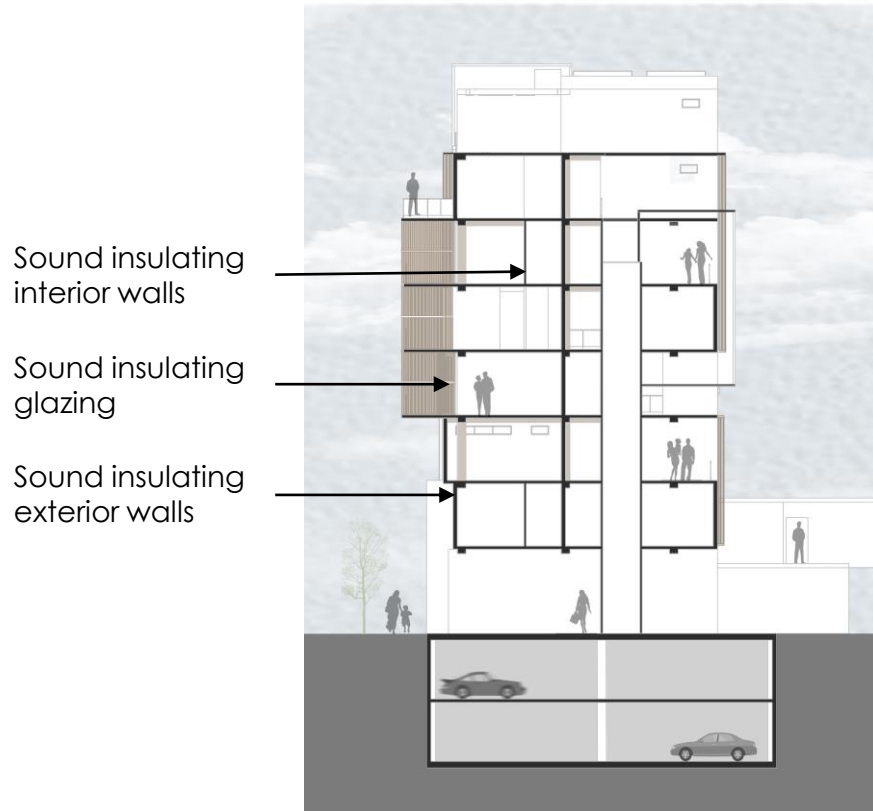 Sound insulating
interior walls
Sound insulating
glazing
Sound insulating
exterior walls